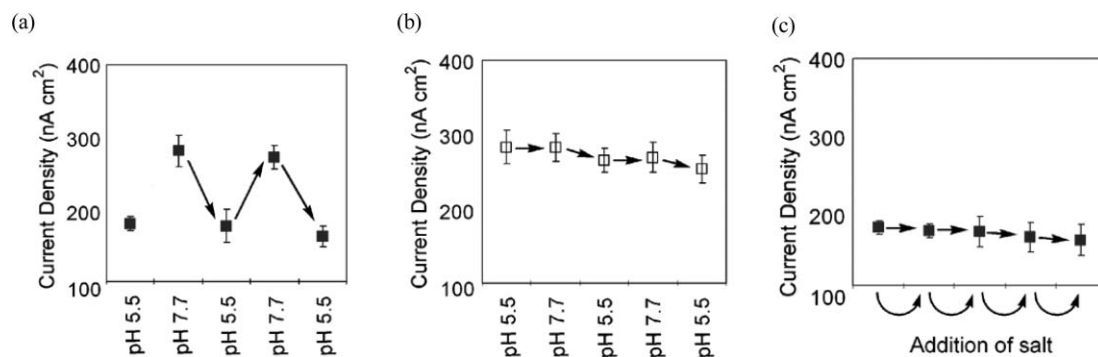 (a)
Current Density (nA cm²)
400
300
200
100
pH 5.5
pH 7.7
pH 5.5
pH 7.7
pH 5.5
(b)
Current Density (nA cm²)
400
300
200
100
pH 5.5
pH 7.7
pH 5.5
pH 7.7
pH 5.5
(c)
Current Density (nA cm²)
400
300
200
100
Addition of salt